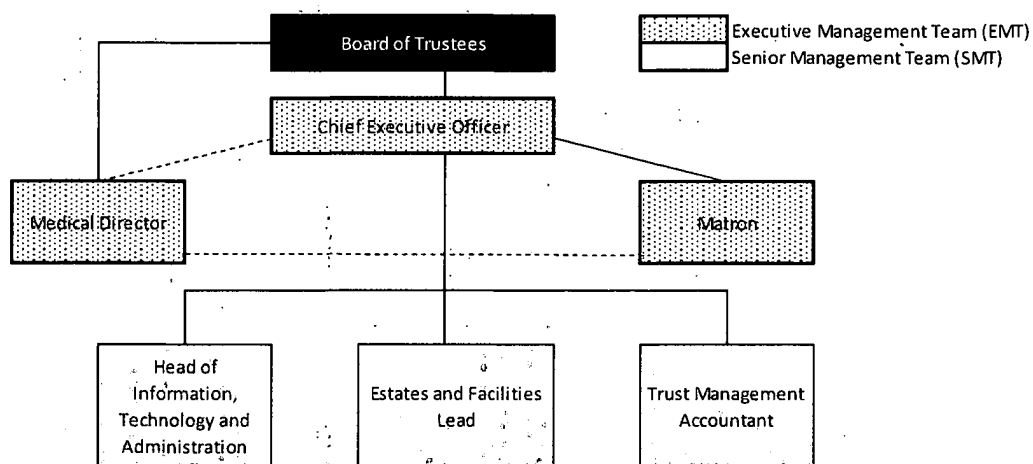 Board of Trustees
Executive Management Team (EMT)
Senior Management Team (SMT)
Chief Executive Officer
Medical Director
Matron
Head of
Information,
Technology and
Administration
Estates and Facilities
Lead
Trust Management
Accountant